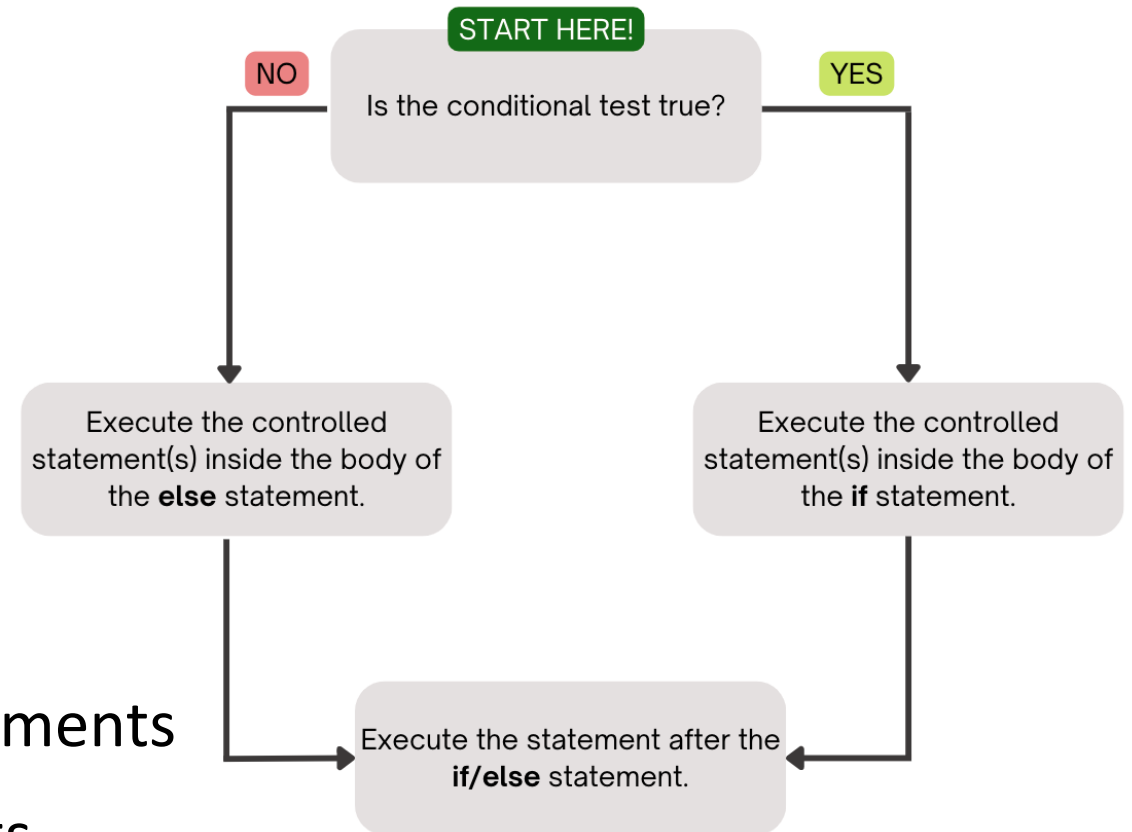 START HERE!
NO
YES
Is the conditional test true?
Execute the controlled
statement(s) inside the body of
the else statement.
Execute the controlled
statement(s) inside the body of
the if statement.
ments
Execute the statement after the
if/else statement.